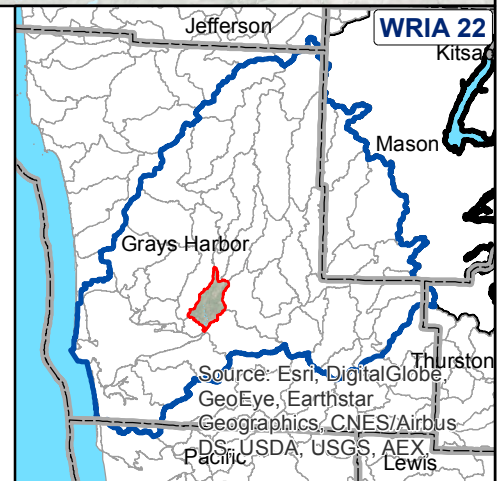 Jefferson
WRIA 22
Kitsap
Mason
Grays Harbor
Thurston
Source: Esri, DigitalGlobe,
GeoEye, Earthstar
Geographics, CNES/Airbus
DS, USDA, USGS, AEX,
Pacific
Lewis